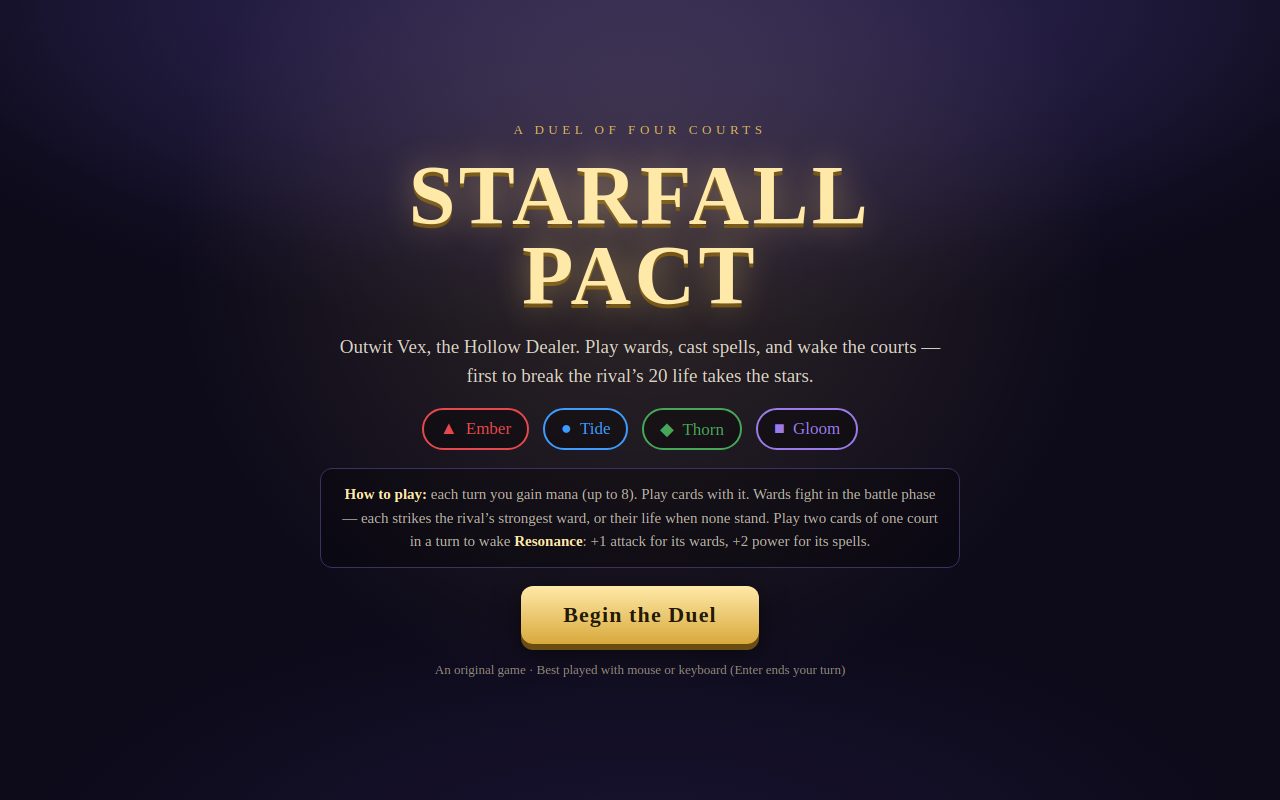 A DUEL OF FOUR COURTS
STARFALL
PACT
Outwit Vex, the Hollow Dealer. Play wards, cast spells, and wake the courts —
first to break the rival’s 20 life takes the stars.
▲ Ember ● Tide ◆ Thorn ■ Gloom
How to play: each turn you gain mana (up to 8). Play cards with it. Wards fight in the battle phase
— each strikes the rival’s strongest ward, or their life when none stand. Play two cards of one court
in a turn to wake Resonance: +1 attack for its wards, +2 power for its spells.
Begin the Duel
An original game · Best played with mouse or keyboard (Enter ends your turn)